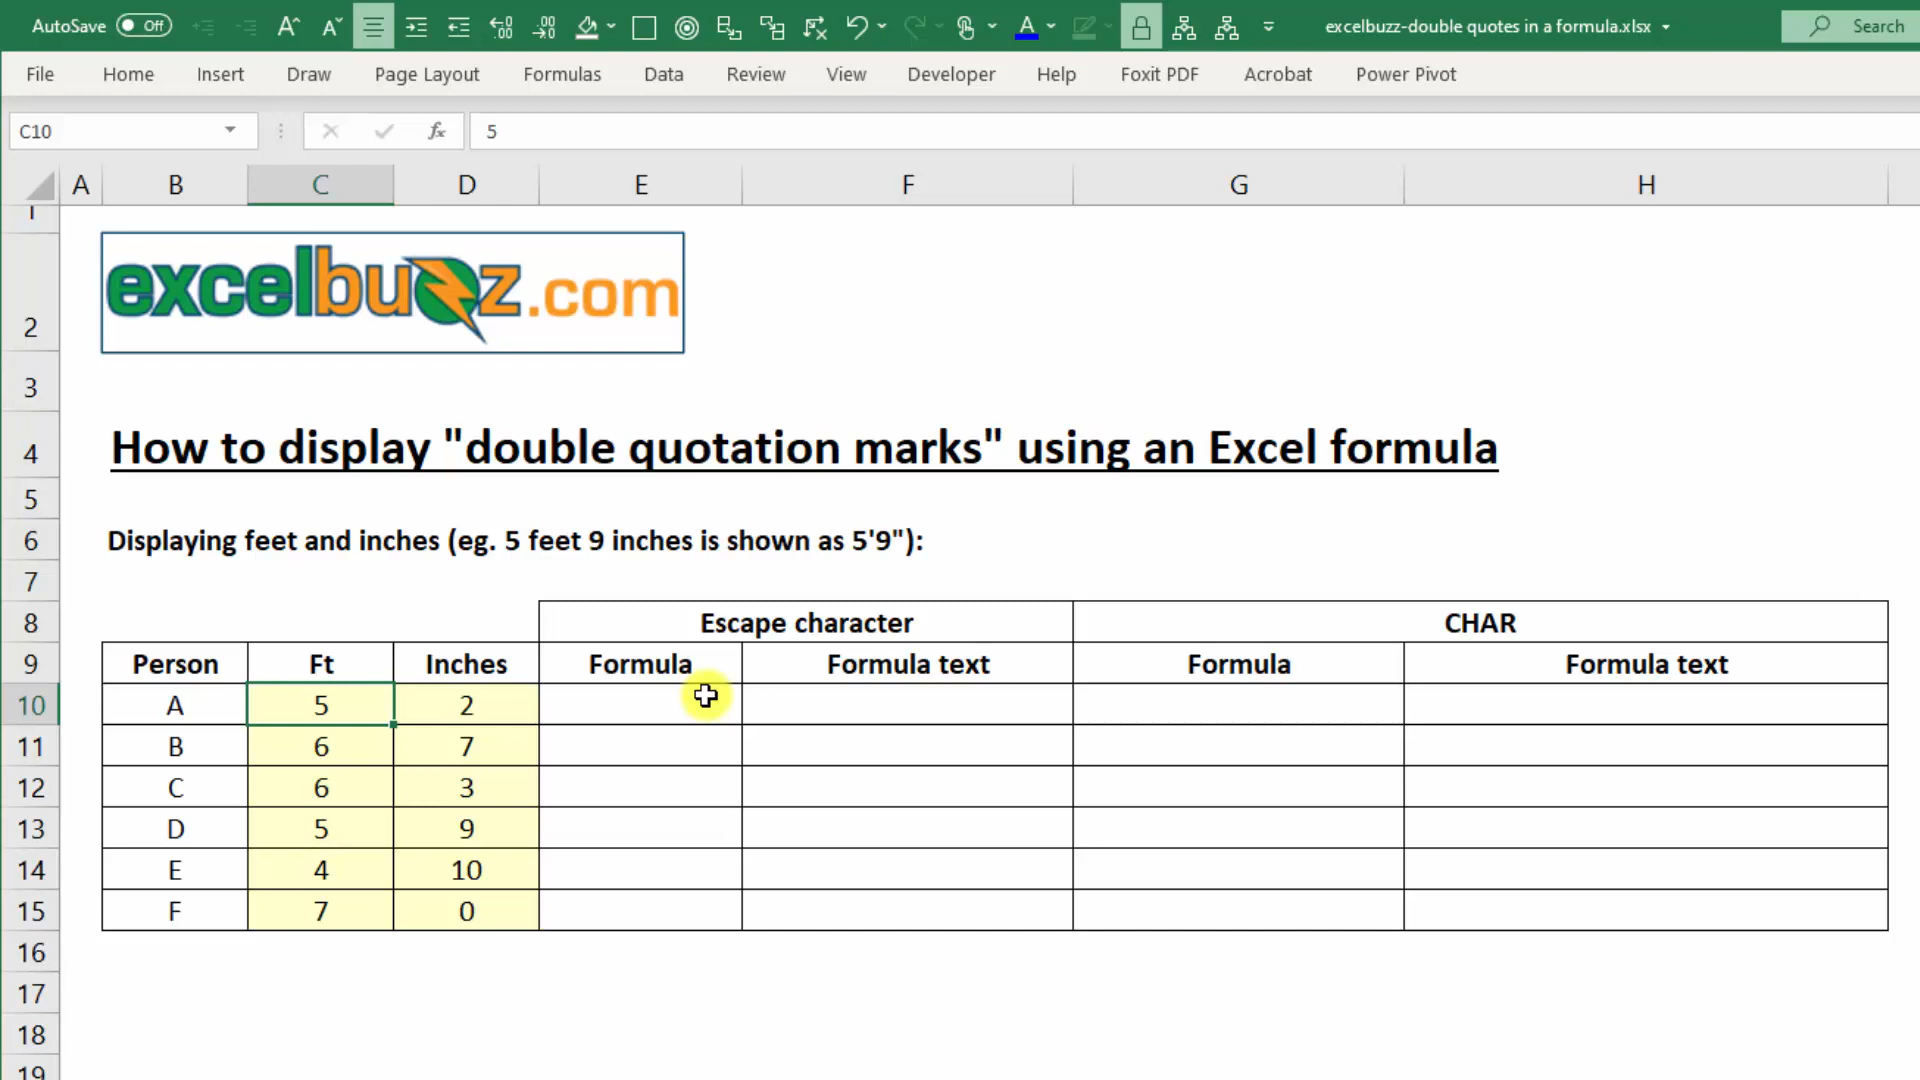 AutoSave Off excelbuzz-double quotes in a formula.xlsx Search
File Home Insert Draw Page Layout Formulas Data Review View Developer Help Foxit PDF Acrobat Power Pivot
C10 fx 5
A B C D E F G H
1
2 excelbuzz.com
3
4 How to display "double quotation marks" using an Excel formula
5
6 Displaying feet and inches (eg. 5 feet 9 inches is shown as 5'9"):
7
8 Escape character CHAR
9 Person Ft Inches Formula Formula text Formula Formula text
10 A 5 2
11 B 6 7
12 C 6 3
13 D 5 9
14 E 4 10
15 F 7 0
16
17
18
19